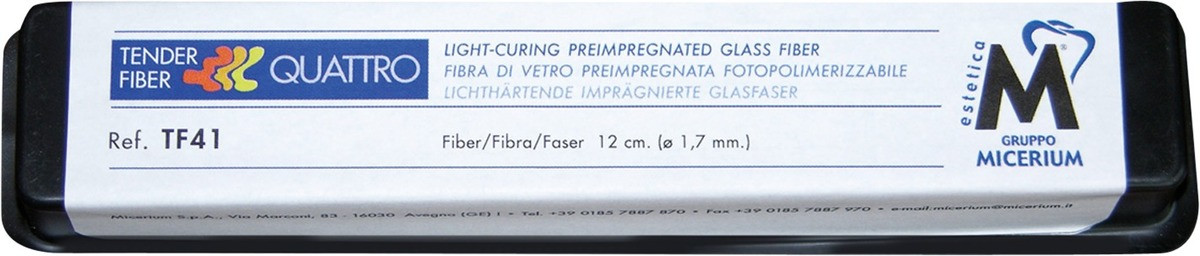 TENDER
FIBER
QUATTRO
LIGHT-CURING PREIMPREGNATED GLASS FIBER
FIBRA DI VETRO PREIMPREGNATA FOTOPOLIMERIZZABILE
LICHTHÄRTENDE IMPRÄGNIERTE GLASFASER
Ref. TF41
Fiber/Fibra/Faser 12 cm. (ø 1,7 mm.)
estetica
M®
GRUPPO
MICERIUM
Micerium S.p.A., Via Marconi, 83 - 16030 Avegno (GE) I • Tel. +39 0185 7887 870 • Fax +39 0185 7887 970 • e-mail:micerium@micerium.it